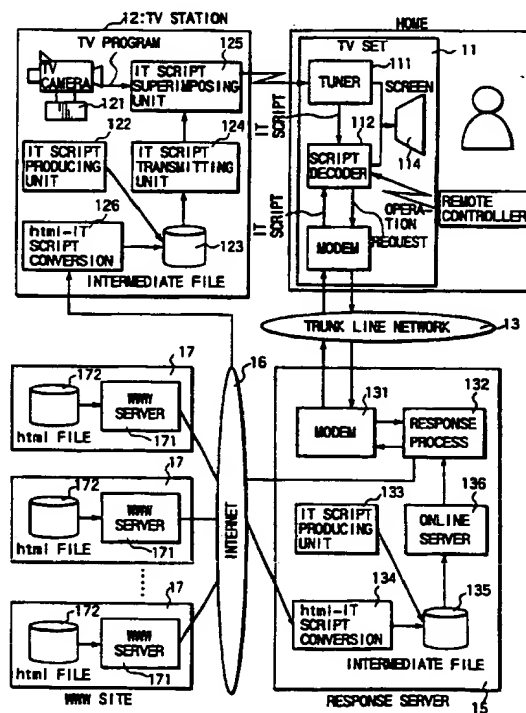 12:TV STATION
TV PROGRAM
TV
CAMERA
121
125
IT SCRIPT
SUPERIMPOSING
UNIT
122
124
IT SCRIPT
PRODUCING
UNIT
IT SCRIPT
TRANSMITTING
UNIT
126
html-IT
SCRIPT
CONVERSION
123
INTERMEDIATE FILE
HOME
TV SET
11
111
TUNER
SCREEN
IT
SCRIPT
112
SCRIPT
DECODER
114
IT
SCRIPT
OPERA-
TION
REQUEST
REMOTE
CONTROLLER
MODEM
TRUNK LINE NETWORK
13
17
172
WWW
SERVER
html FILE
171
17
172
WWW
SERVER
html FILE
171
17
172
WWW
SERVER
html FILE
171
WWW SITE
16
INTERNET
131
132
MODEM
RESPONSE
PROCESS
133
136
IT SCRIPT
PRODUCING
UNIT
ONLINE
SERVER
134
135
html-IT
SCRIPT
CONVERSION
INTERMEDIATE FILE
RESPONSE SERVER
15